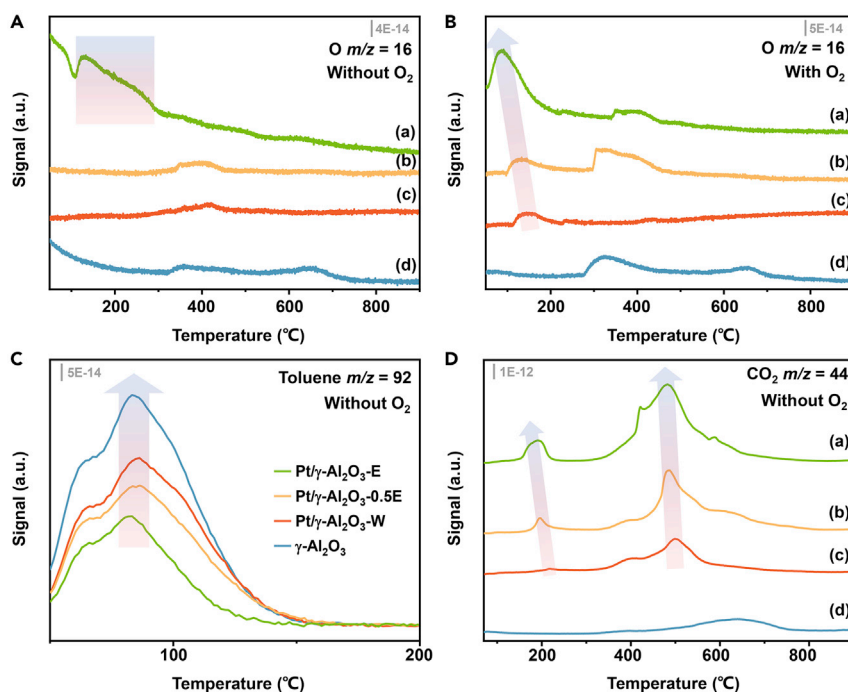 A
4E-14
O m/z = 16
Without O₂
(a)
(b)
(c)
(d)
Signal (a.u.)
200 400 600 800
Temperature (℃)
B
5E-14
O m/z = 16
With O₂
(a)
(b)
(c)
(d)
Signal (a.u.)
200 400 600 800
Temperature (℃)
C
5E-14
Toluene m/z = 92
Without O₂
Pt/γ-Al₂O₃-E
Pt/γ-Al₂O₃-0.5E
Pt/γ-Al₂O₃-W
γ-Al₂O₃
Signal (a.u.)
100 200
Temperature (℃)
D
1E-12
CO₂ m/z = 44
Without O₂
(a)
(b)
(c)
(d)
Signal (a.u.)
200 400 600 800
Temperature (℃)